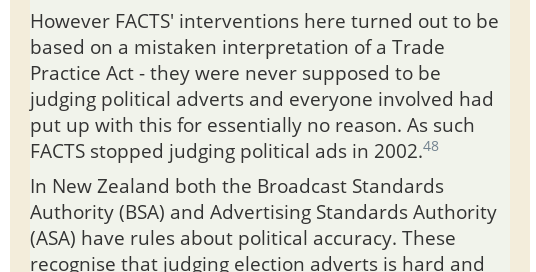 However FACTS' interventions here turned out to be
based on a mistaken interpretation of a Trade
Practice Act - they were never supposed to be
judging political adverts and everyone involved had
put up with this for essentially no reason. As such
FACTS stopped judging political ads in 2002.48
In New Zealand both the Broadcast Standards
Authority (BSA) and Advertising Standards Authority
(ASA) have rules about political accuracy. These
recognise that judging election adverts is hard and